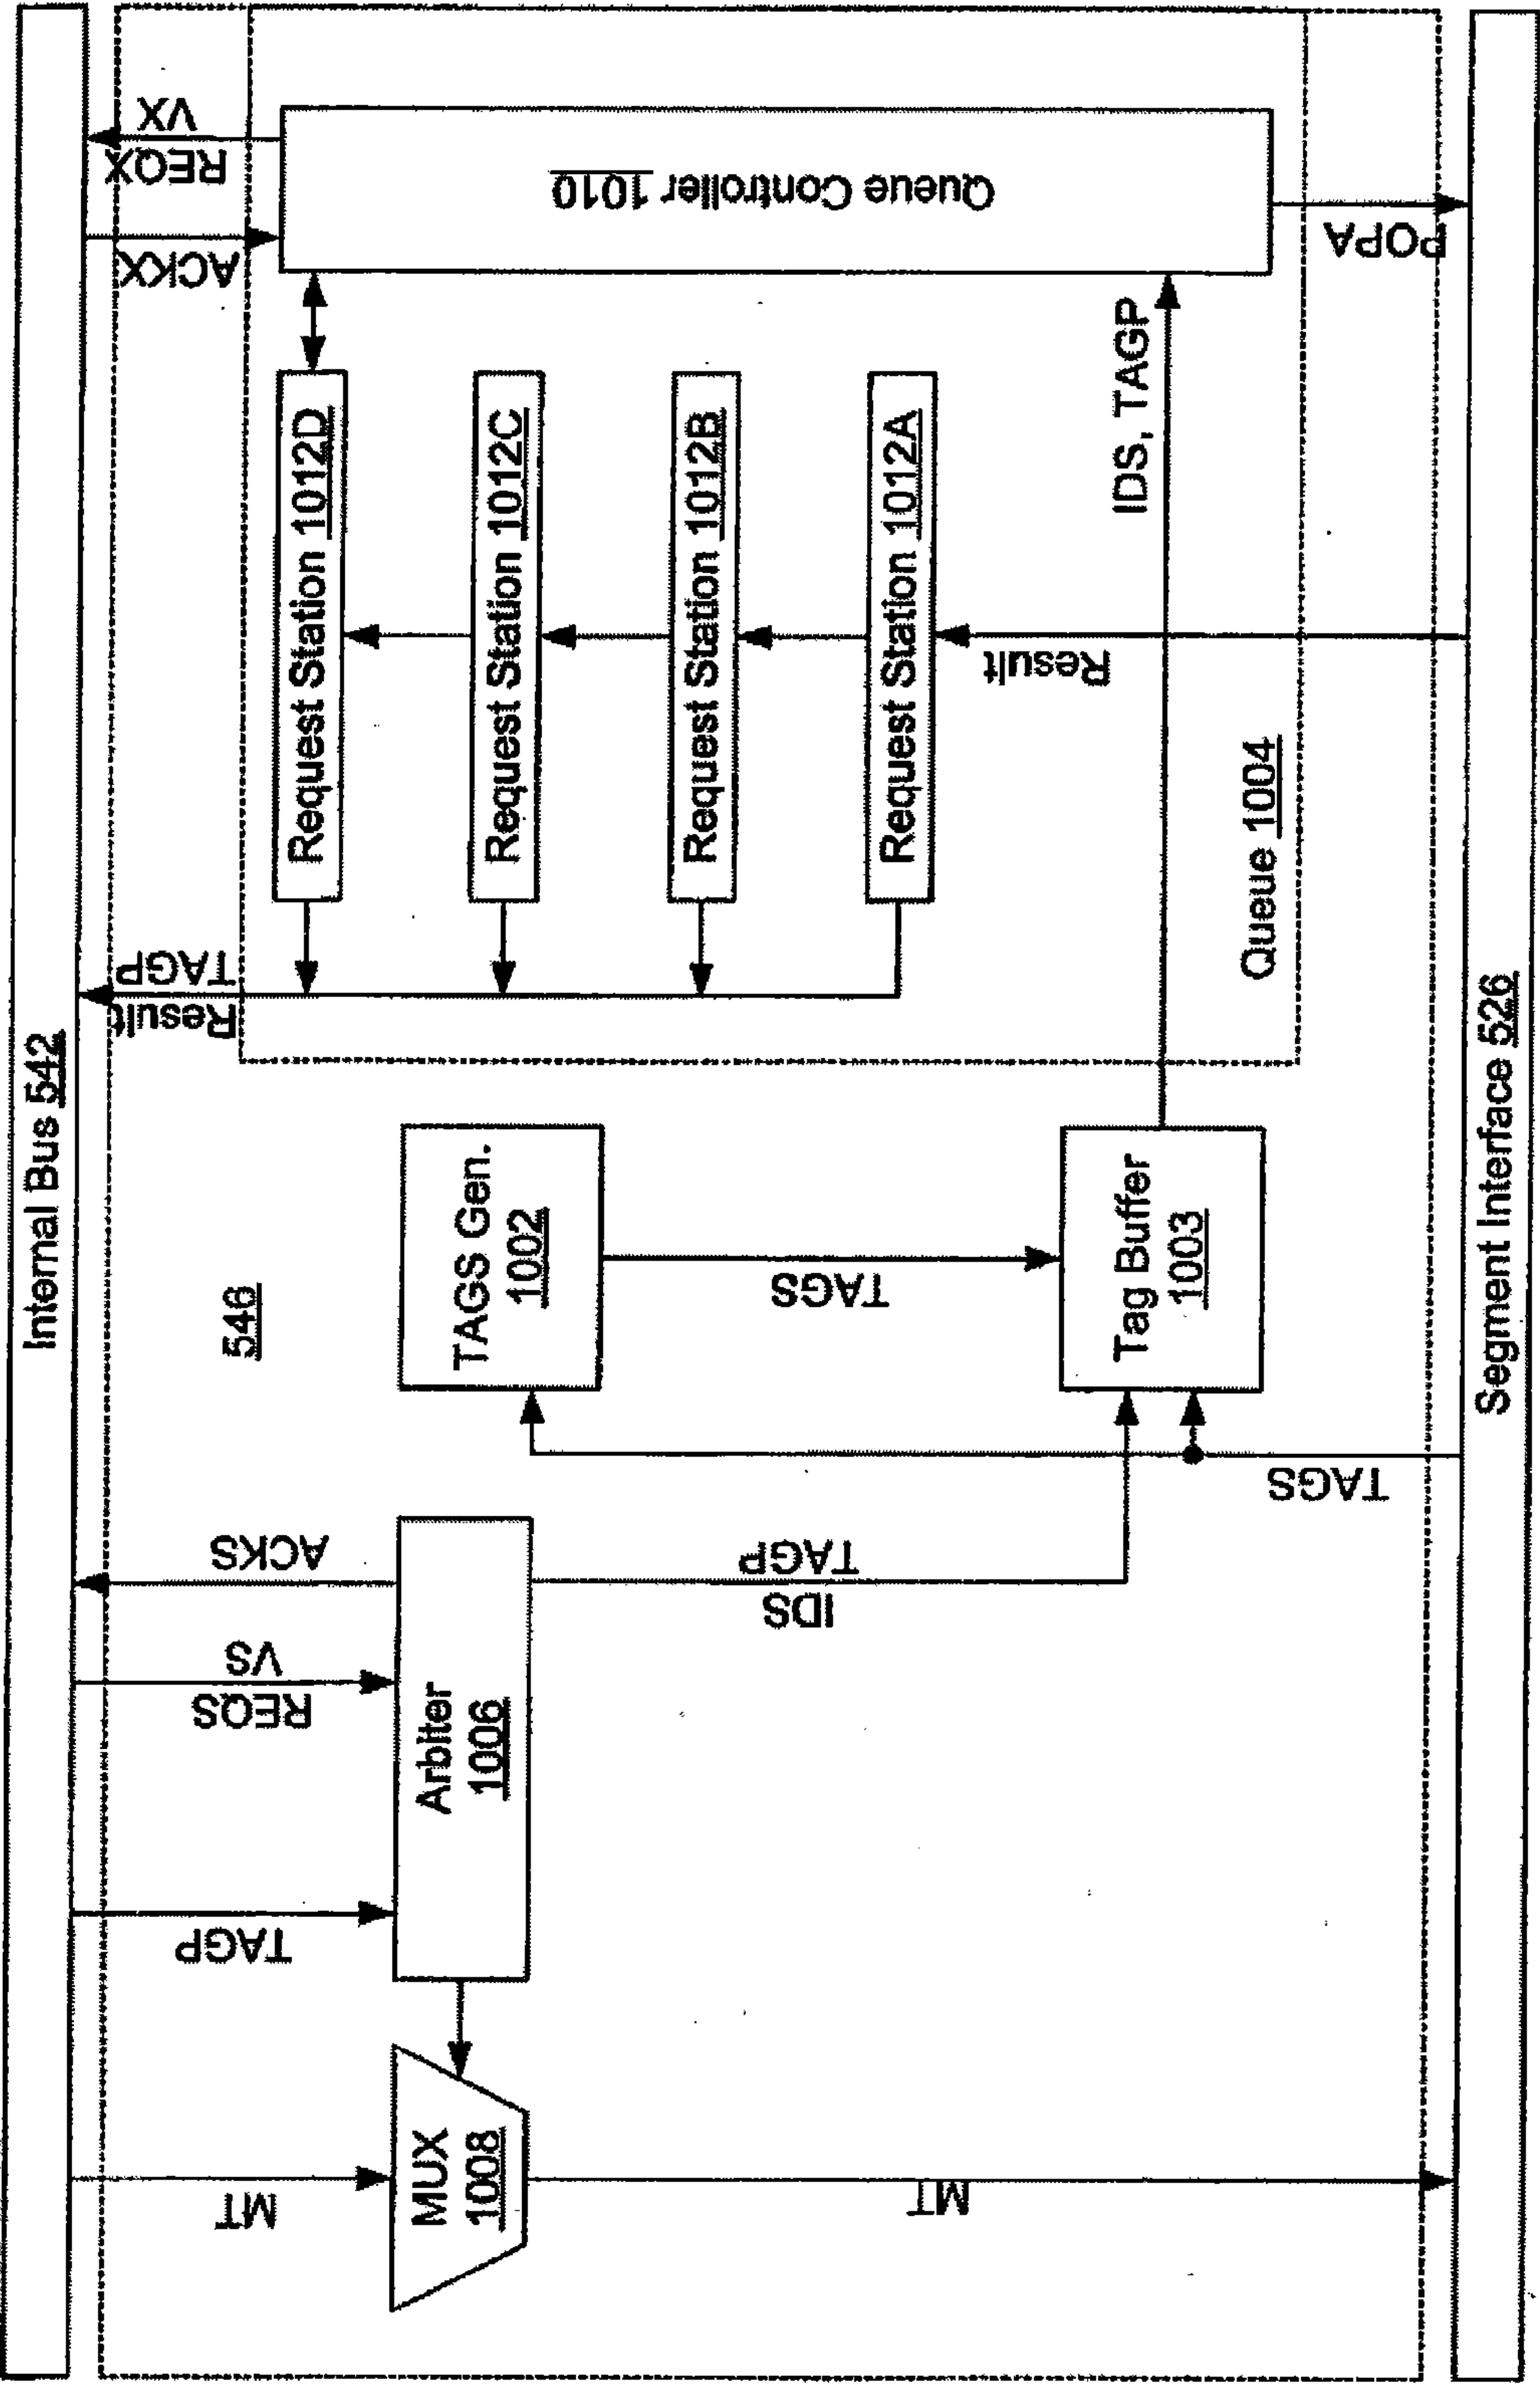 Internal Bus 542
MT
TAGP
REQS
VS
ACKS
546
Result
TAGP
ACKX
REQX
VX
MUX
1008
Arbiter
1006
TAGS Gen.
1002
Request Station 1012D
Request Station 1012C
Request Station 1012B
Request Station 1012A
Queue Controller 1010
MT
IDS
TAGP
TAGS
Tag Buffer
1003
Result
IDS, TAGP
Queue 1004
TAGS
POPA
Segment Interface 526